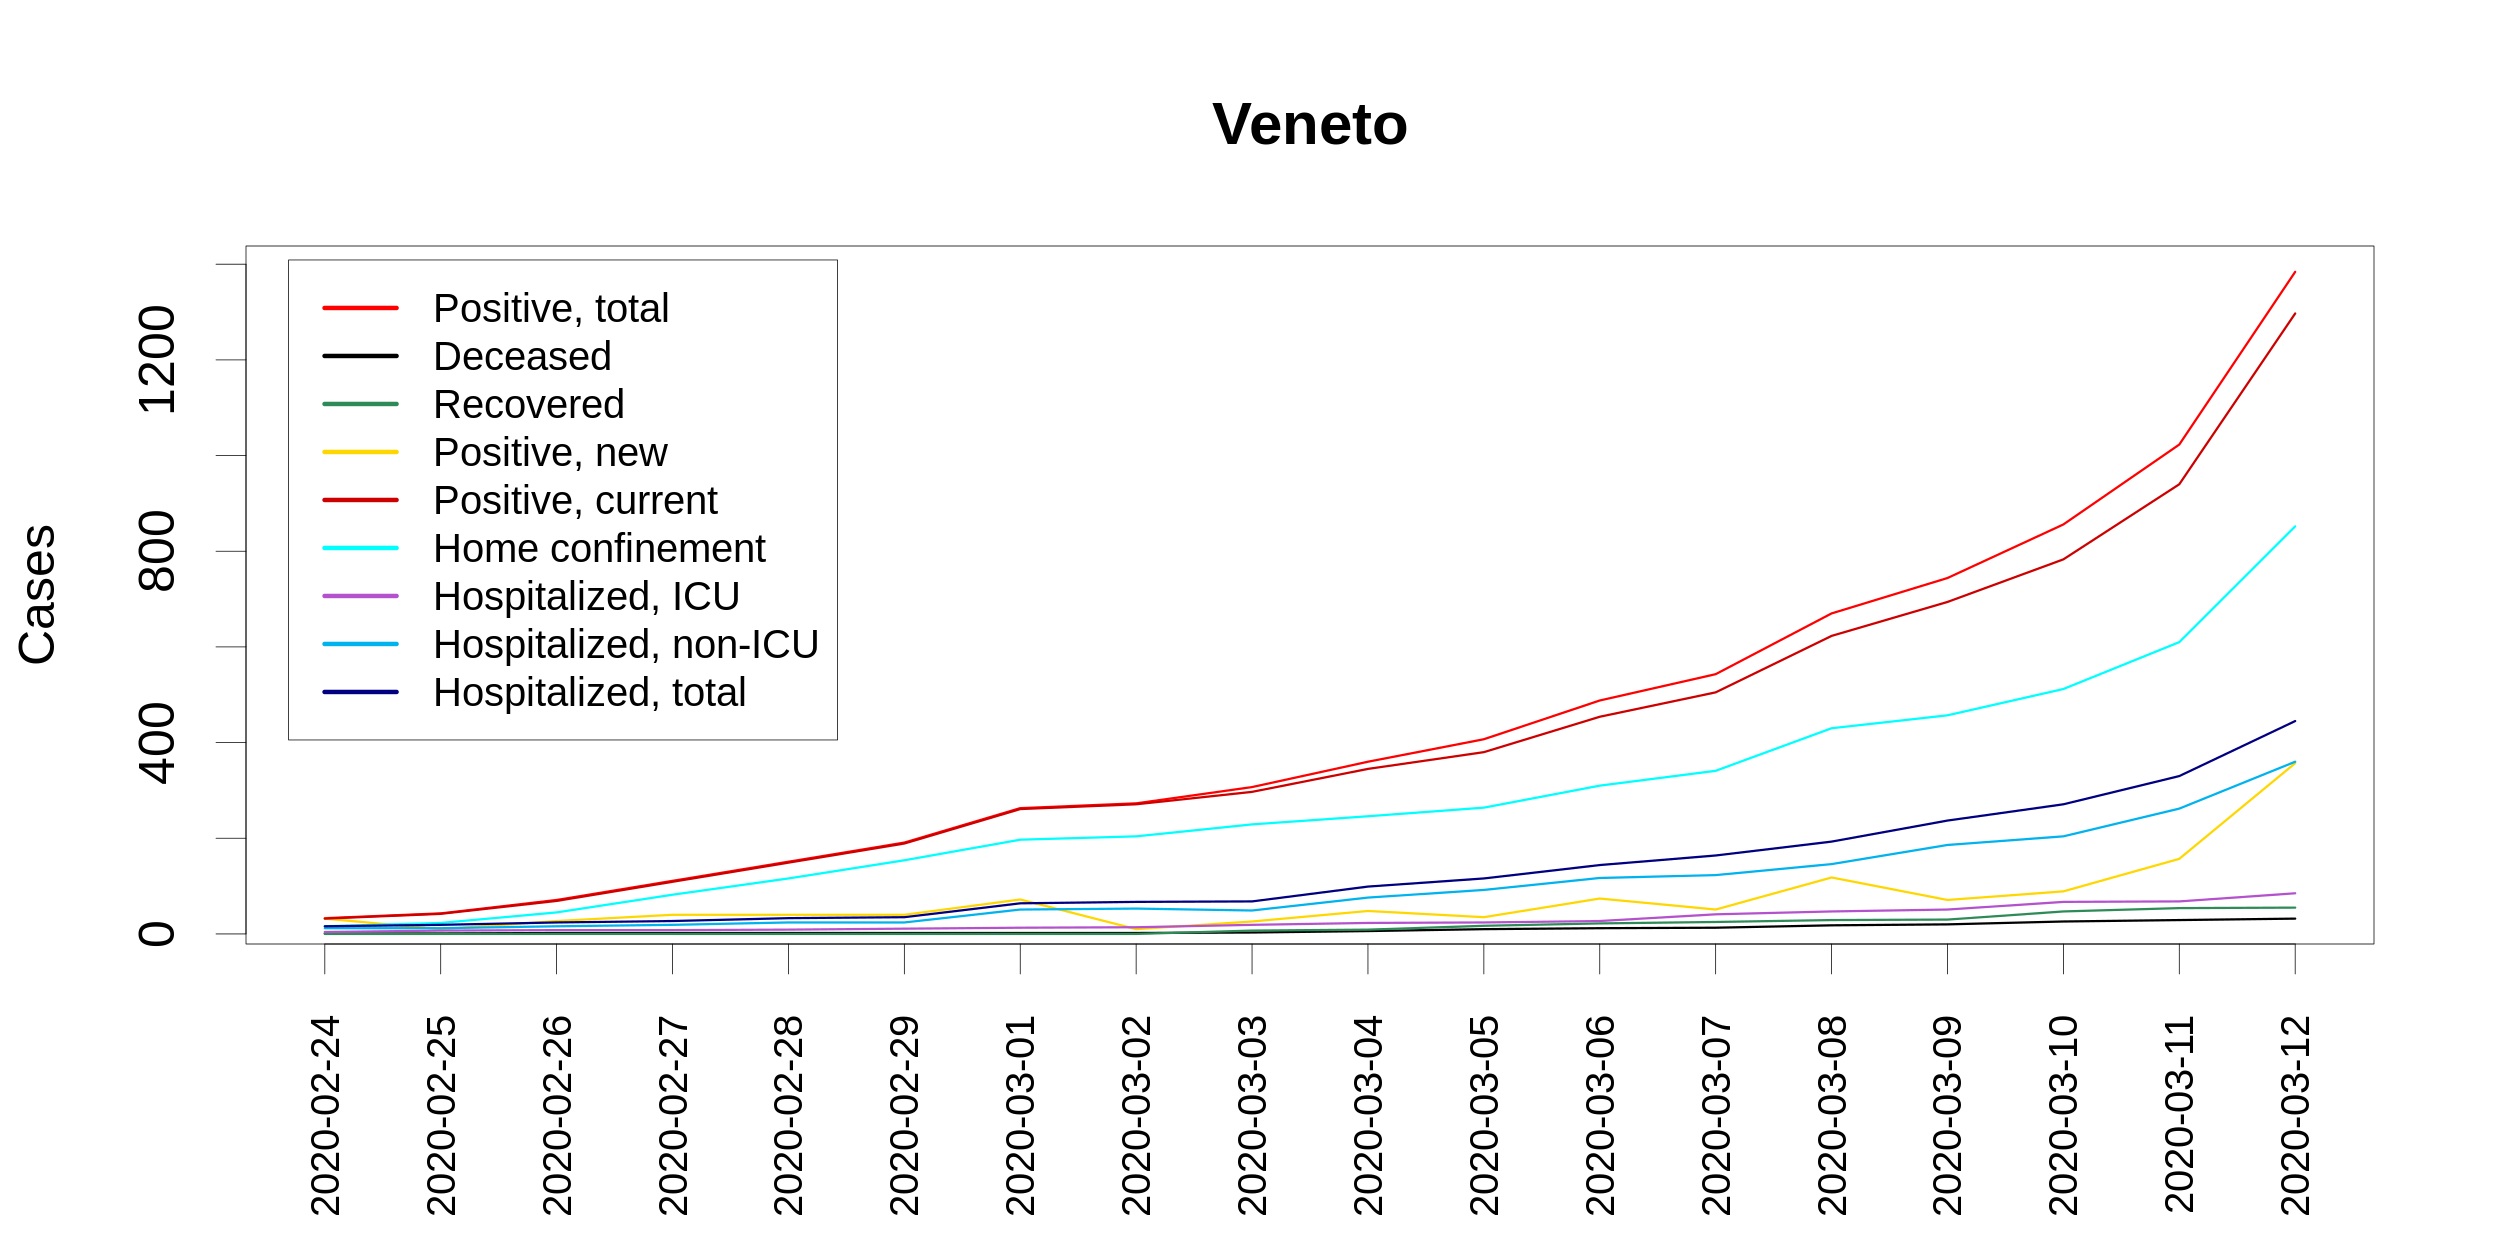 Veneto
Cases
1200
800
400
0
Positive, total
Deceased
Recovered
Positive, new
Positive, current
Home confinement
Hospitalized, ICU
Hospitalized, non-ICU
Hospitalized, total
2020-02-24
2020-02-25
2020-02-26
2020-02-27
2020-02-28
2020-02-29
2020-03-01
2020-03-02
2020-03-03
2020-03-04
2020-03-05
2020-03-06
2020-03-07
2020-03-08
2020-03-09
2020-03-10
2020-03-11
2020-03-12